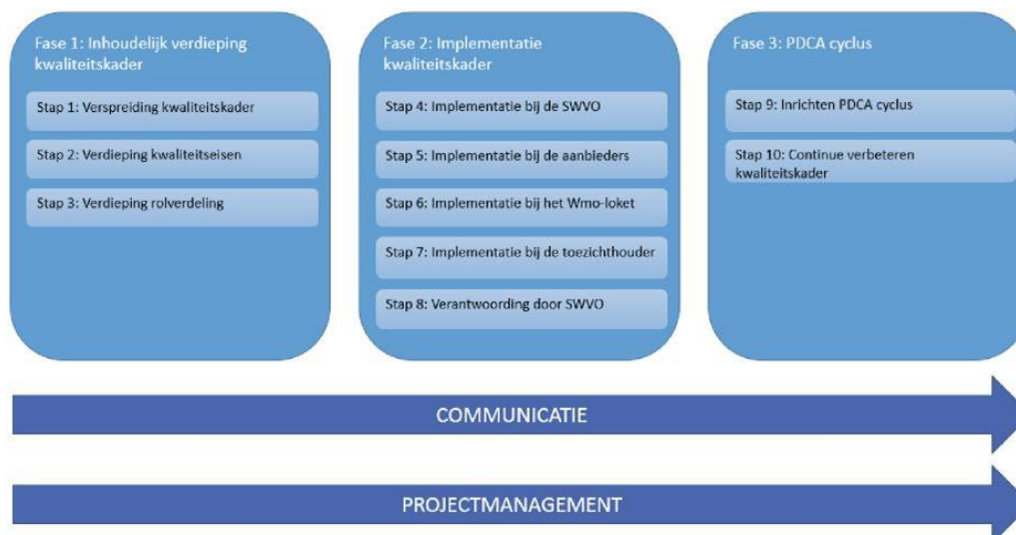 Fase 1: Inhoudelijk verdieping
kwaliteitskader
Stap 1: Verspreiding kwaliteitskader
Stap 2: Verdieping kwaliteitseisen
Stap 3: Verdieping rolverdeling
Fase 2: Implementatie
kwaliteitskader
Stap 4: Implementatie bij de SWVO
Stap 5: Implementatie bij de aanbieders
Stap 6: Implementatie bij het Wmo-loket
Stap 7: Implementatie bij de toezichthouder
Stap 8: Verantwoording door SWVO
Fase 3: PDCA cyclus
Stap 9: Inrichten PDCA cyclus
Stap 10: Continue verbeteren
kwaliteitskader
COMMUNICATIE
PROJECTMANAGEMENT